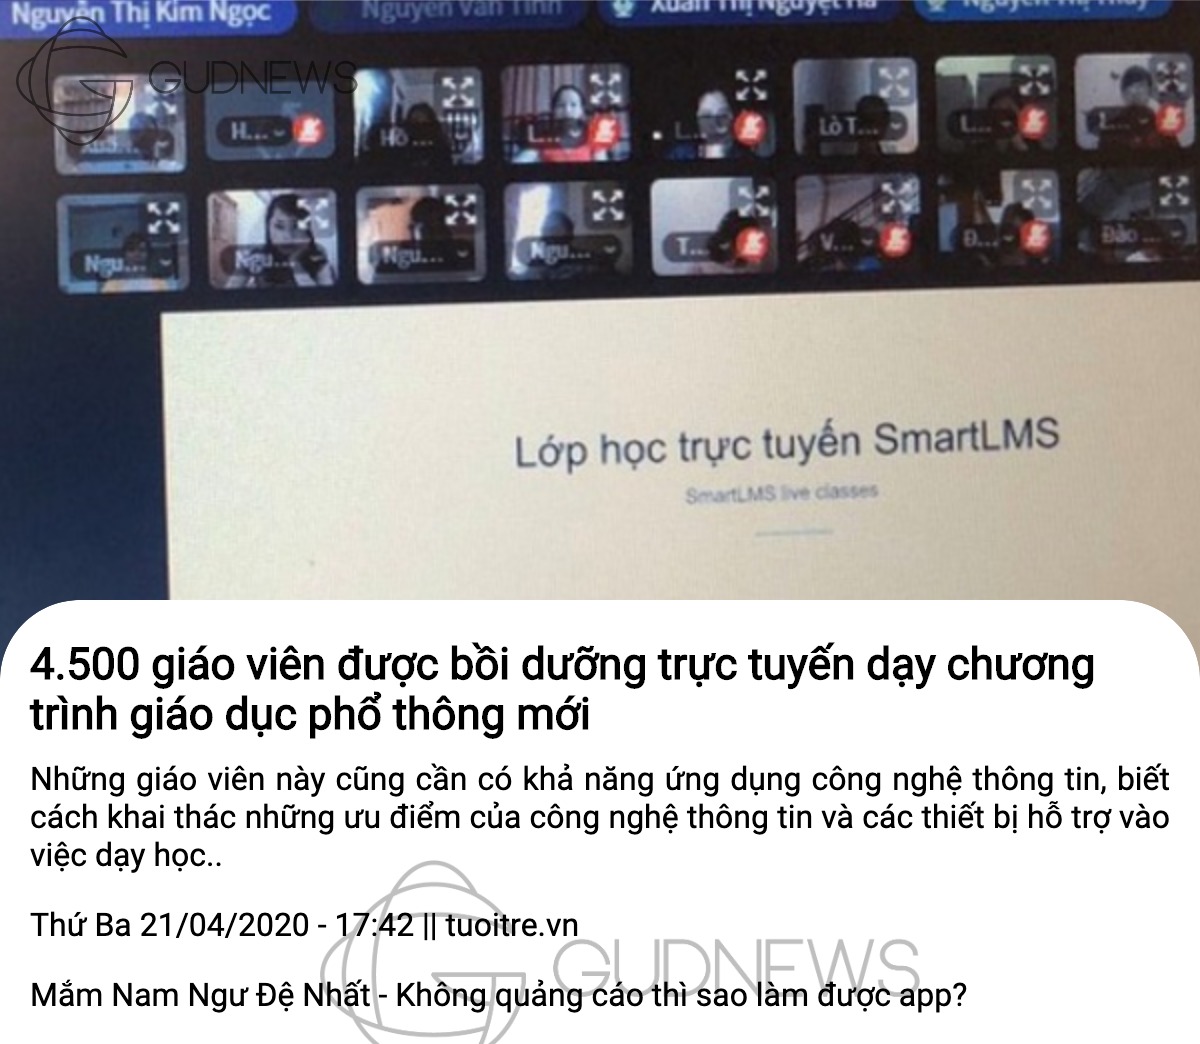 Nguyễn Thị Kim Ngọc
Nguyễn Văn Tình
Xuân Thị Nguyệt Hà
GUDNEWS
H...
Hồ ...
L...
L...
Lò T...
L...
Ngu...
Ngu...
Ngu...
Ngu...
T...
V...
Đ...
Đào ...
Lớp học trực tuyến SmartLMS
SmartLMS live classes
4.500 giáo viên được bồi dưỡng trực tuyến dạy chương
trình giáo dục phổ thông mới
Những giáo viên này cũng cần có khả năng ứng dụng công nghệ thông tin, biết
cách khai thác những ưu điểm của công nghệ thông tin và các thiết bị hỗ trợ vào
việc dạy học..
Thứ Ba 21/04/2020 - 17:42 || tuoitre.vn
GUDNEWS
Mắm Nam Ngư Đệ Nhất - Không quảng cáo thì sao làm được app?